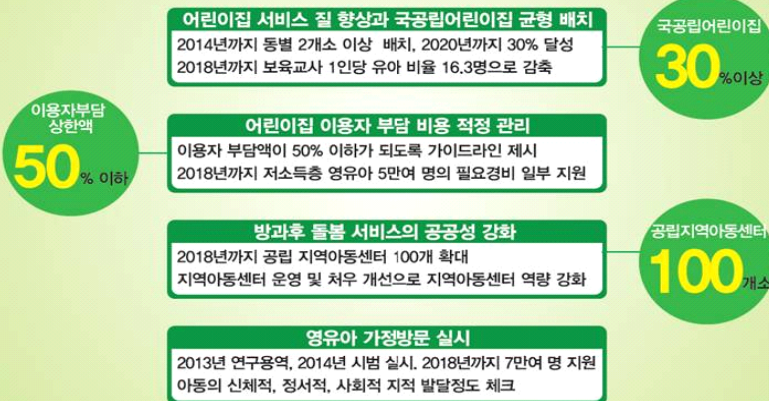 어린이집 서비스 질 향상과 국공립어린이집 균형 배치
2014년까지 동별 2개소 이상 배치, 2020년까지 30% 달성
2018년까지 보육교사 1인당 유아 비율 16.3명으로 감축
국공립어린이집
30%이상
이용자부담
상한액
50% 이하
어린이집 이용자 부담 비용 적정 관리
이용자 부담액이 50% 이하가 되도록 가이드라인 제시
2018년까지 저소득층 영유아 5만여 명의 필요경비 일부 지원
방과후 돌봄 서비스의 공공성 강화
2018년까지 공립 지역아동센터 100개 확대
지역아동센터 운영 및 처우 개선으로 지역아동센터 역량 강화
공립지역아동센터
100개소
영유아 가정방문 실시
2013년 연구용역, 2014년 시범 실시, 2018년까지 7만여 명 지원
아동의 신체적, 정서적, 사회적 지적 발달정도 체크